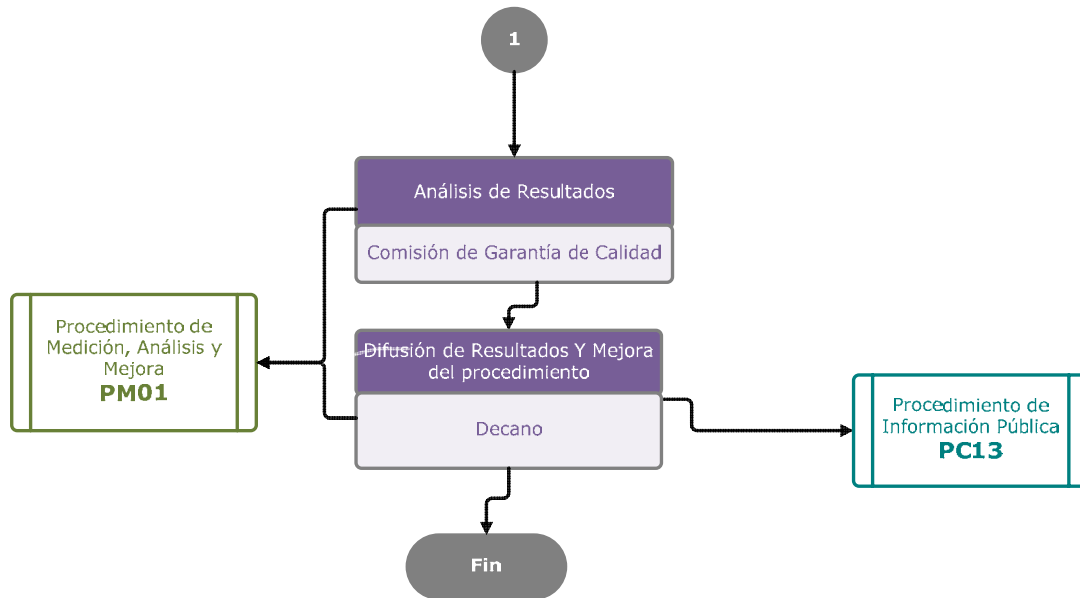 1
Análisis de Resultados
Comisión de Garantía de Calidad
Procedimiento de
Medición, Análisis y
Mejora
PM01
Difusión de Resultados Y Mejora
del procedimiento
Decano
Procedimiento de
Información Pública
PC13
Fin